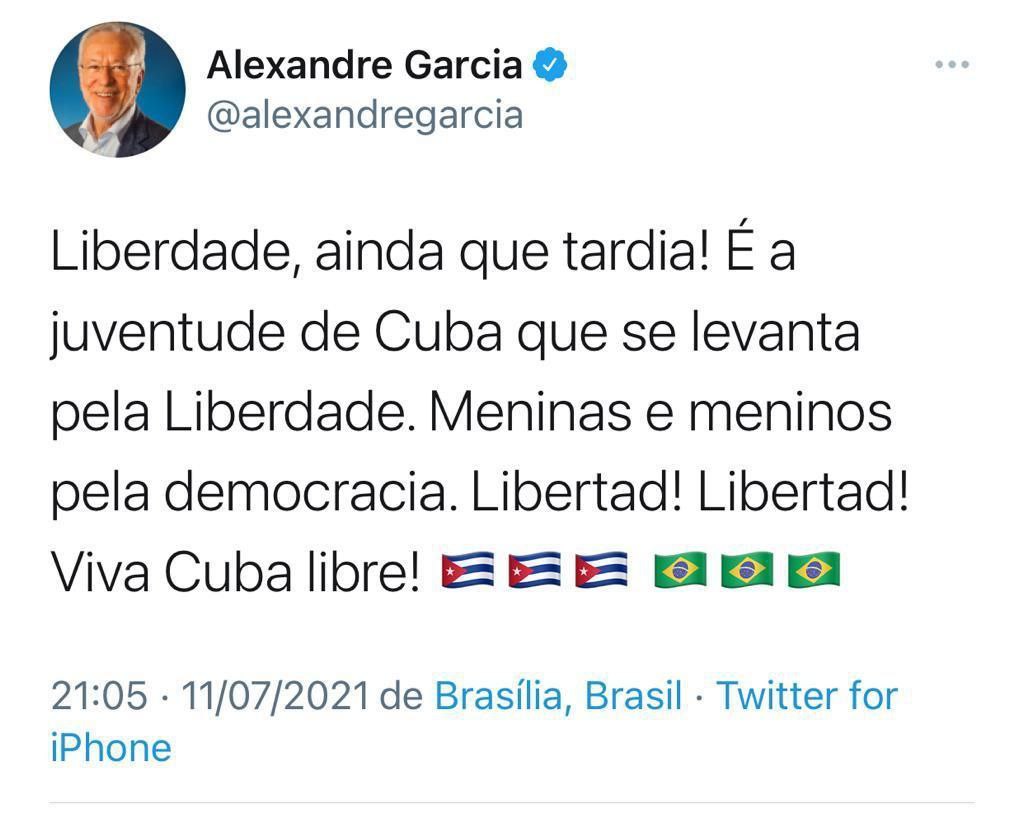 Alexandre Garcia
@alexandregarcia
Liberdade, ainda que tardia! É a
juventude de Cuba que se levanta
pela Liberdade. Meninas e meninos
pela democracia. Libertad! Libertad!
Viva Cuba libre! 🇨🇺🇨🇺🇨🇺 🇧🇷🇧🇷🇧🇷
21:05 · 11/07/2021 de Brasília, Brasil · Twitter for
iPhone